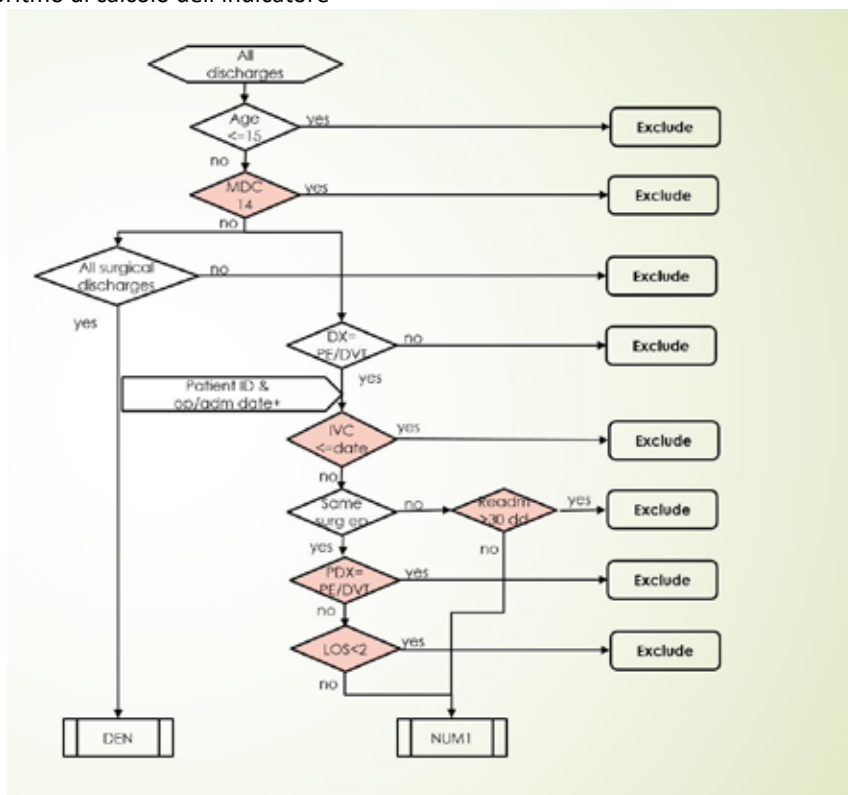 All
discharges
Age
<=15
yes
Exclude
no
MDC
14
yes
Exclude
no
All surgical
discharges
no
Exclude
yes
DX=
PE/DVT
no
Exclude
yes
Patient ID &
op/adm date+
IVC
<=date
yes
Exclude
no
Same
surg ep
no
Readm
>30 dd
yes
Exclude
yes
no
PDX=
PE/DVT
yes
Exclude
no
LOS<2
yes
Exclude
no
DEN
NUM1